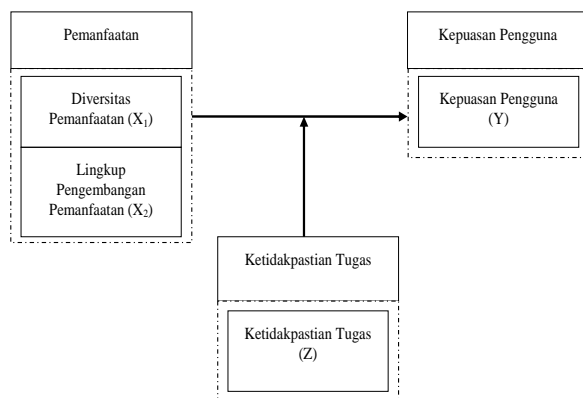 Pemanfaatan
Diversitas
Pemanfaatan (X₁)
Lingkup
Pengembangan
Pemanfaatan (X₂)
Kepuasan Pengguna
Kepuasan Pengguna
(Y)
Ketidakpastian Tugas
Ketidakpastian Tugas
(Z)